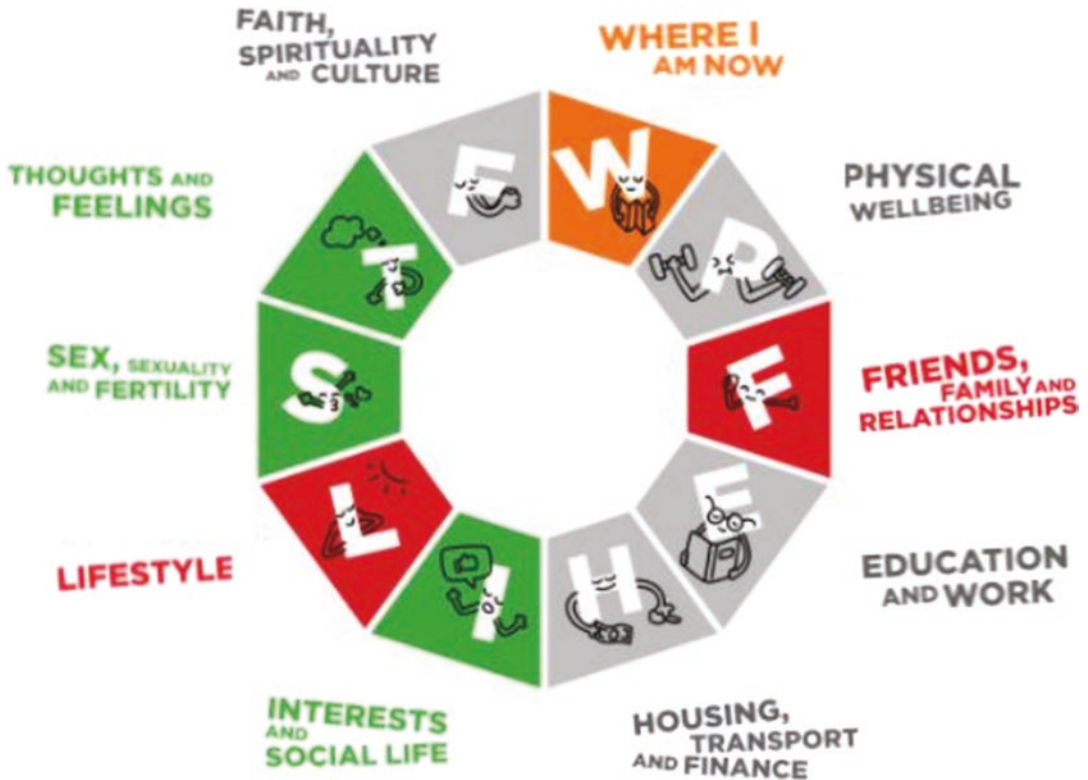 FAITH,
SPIRITUALITY
AND CULTURE
WHERE I
AM NOW
THOUGHTS AND
FEELINGS
PHYSICAL
WELLBEING
SEX, SEXUALITY
AND FERTILITY
FRIENDS,
FAMILY AND
RELATIONSHIPS
LIFESTYLE
EDUCATION
AND WORK
INTERESTS
AND
SOCIAL LIFE
HOUSING,
TRANSPORT
AND FINANCE
F
W
P
F
E
H
I
L
S
T